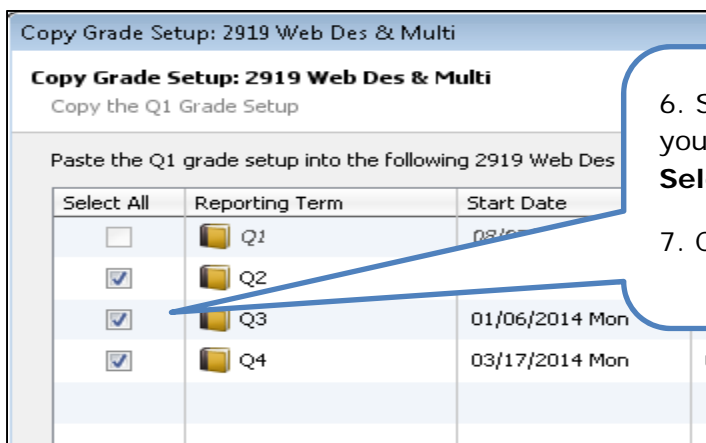 Copy Grade Setup: 2919 Web Des & Multi
Copy Grade Setup: 2919 Web Des & Multi
Copy the Q1 Grade Setup
Paste the Q1 grade setup into the following 2919 Web Des
Select All Reporting Term Start Date
Q1
Q2
Q3 01/06/2014 Mon
Q4 03/17/2014 Mon
6. S
you
Sel
7.